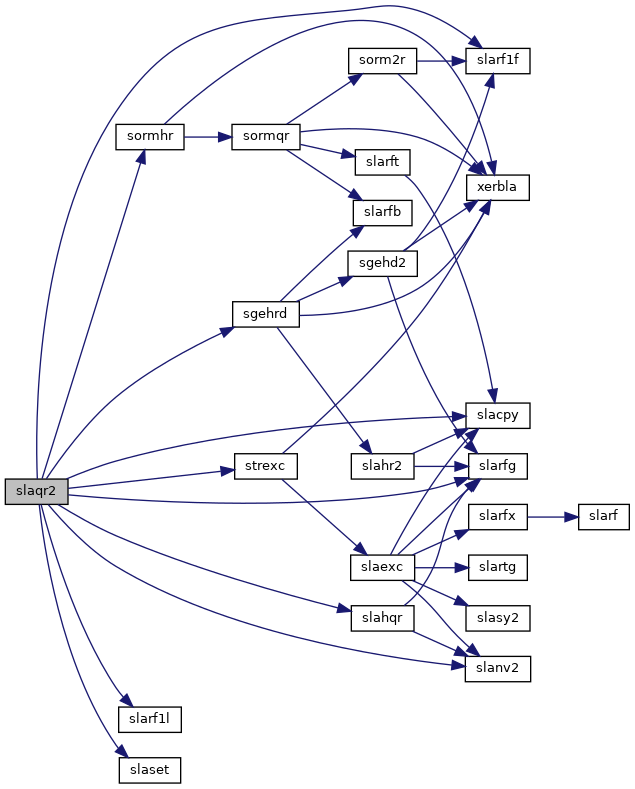 slaqr2
sormhr
sormqr
sorm2r
slarf1f
slarft
xerbla
slarfb
sgehd2
sgehrd
slacpy
strexc
slahr2
slarfg
slarfx
slarf
slaexc
slartg
slahqr
slasy2
slanv2
slarf1l
slaset